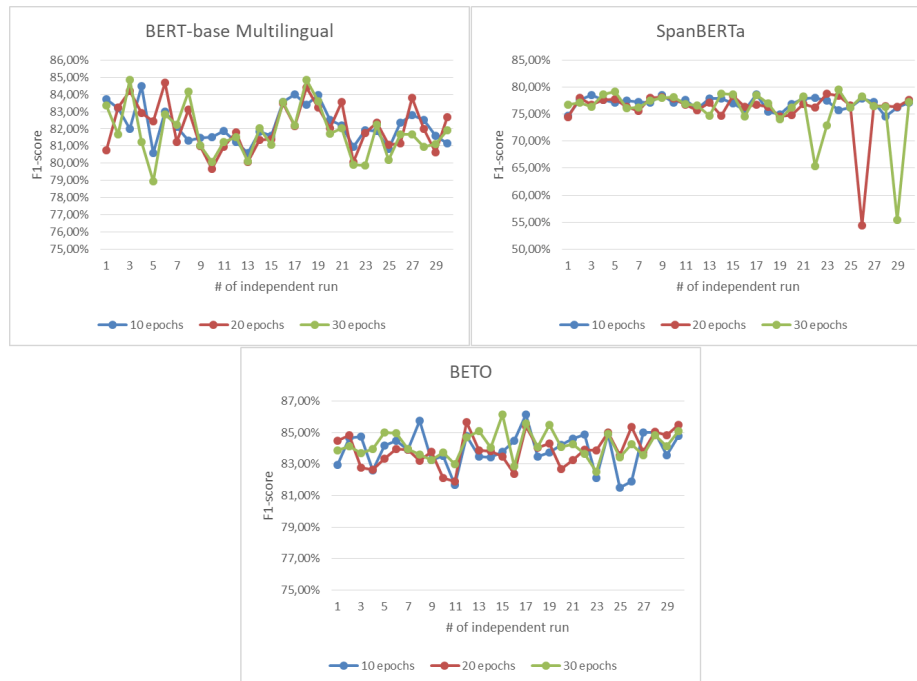 BERT-base Multilingual
86,00%
85,00%
84,00%
83,00%
82,00%
81,00%
80,00%
79,00%
78,00%
77,00%
76,00%
75,00%
F1-score
1 3 5 7 9 11 13 15 17 19 21 23 25 27 29
# of independent run
10 epochs 20 epochs 30 epochs
SpanBERTa
85,00%
80,00%
75,00%
70,00%
65,00%
60,00%
55,00%
50,00%
F1-score
1 3 5 7 9 11 13 15 17 19 21 23 25 27 29
# of independent run
10 epochs 20 epochs 30 epochs
BETO
87,00%
85,00%
83,00%
81,00%
79,00%
77,00%
75,00%
F1-score
1 3 5 7 9 11 13 15 17 19 21 23 25 27 29
# of independent run
10 epochs 20 epochs 30 epochs